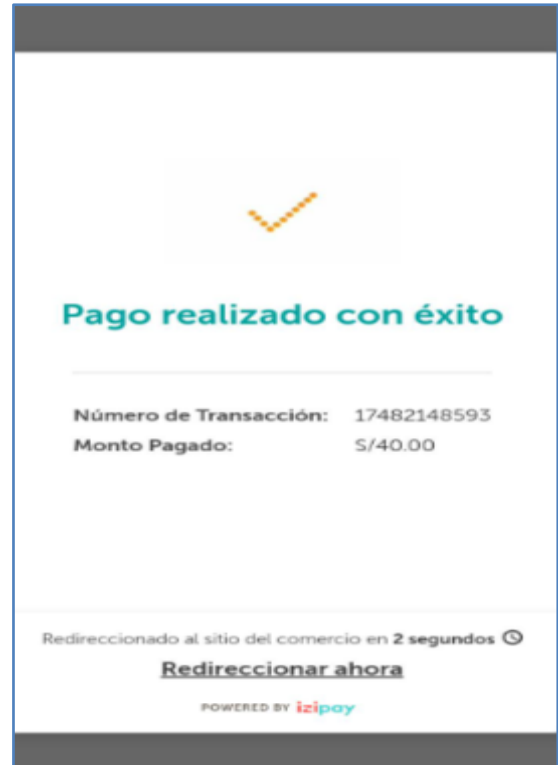 Pago realizado con éxito
Número de Transacción: 17482148593
Monto Pagado: S/40.00
Redireccionado al sitio del comercio en 2 segundos
Redireccionar ahora
POWERED BY izipay